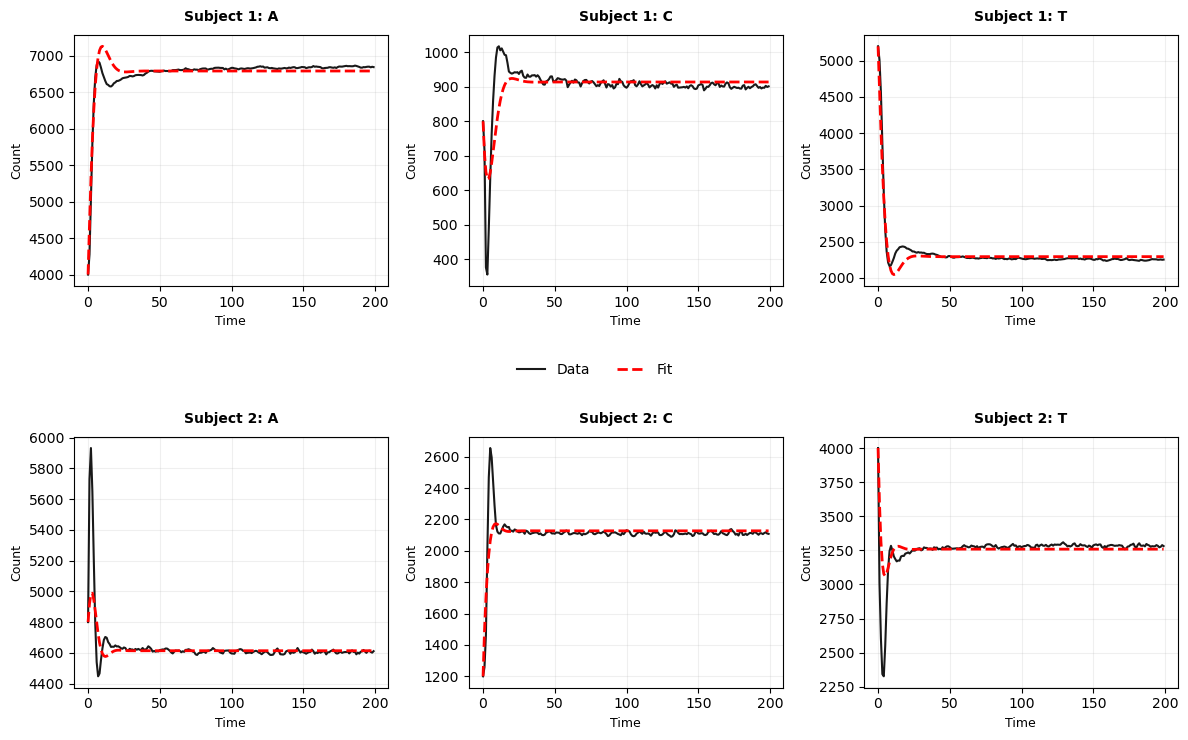 Subject 1: A
Subject 1: C
Subject 1: T
Count
7000
6500
6000
5500
5000
4500
4000
0 50 100 150 200
Time
Count
1000
900
800
700
600
500
400
0 50 100 150 200
Time
Count
5000
4500
4000
3500
3000
2500
2000
0 50 100 150 200
Time
Data
Fit
Subject 2: A
Subject 2: C
Subject 2: T
Count
6000
5800
5600
5400
5200
5000
4800
4600
4400
0 50 100 150 200
Time
Count
2600
2400
2200
2000
1800
1600
1400
1200
0 50 100 150 200
Time
Count
4000
3750
3500
3250
3000
2750
2500
2250
0 50 100 150 200
Time